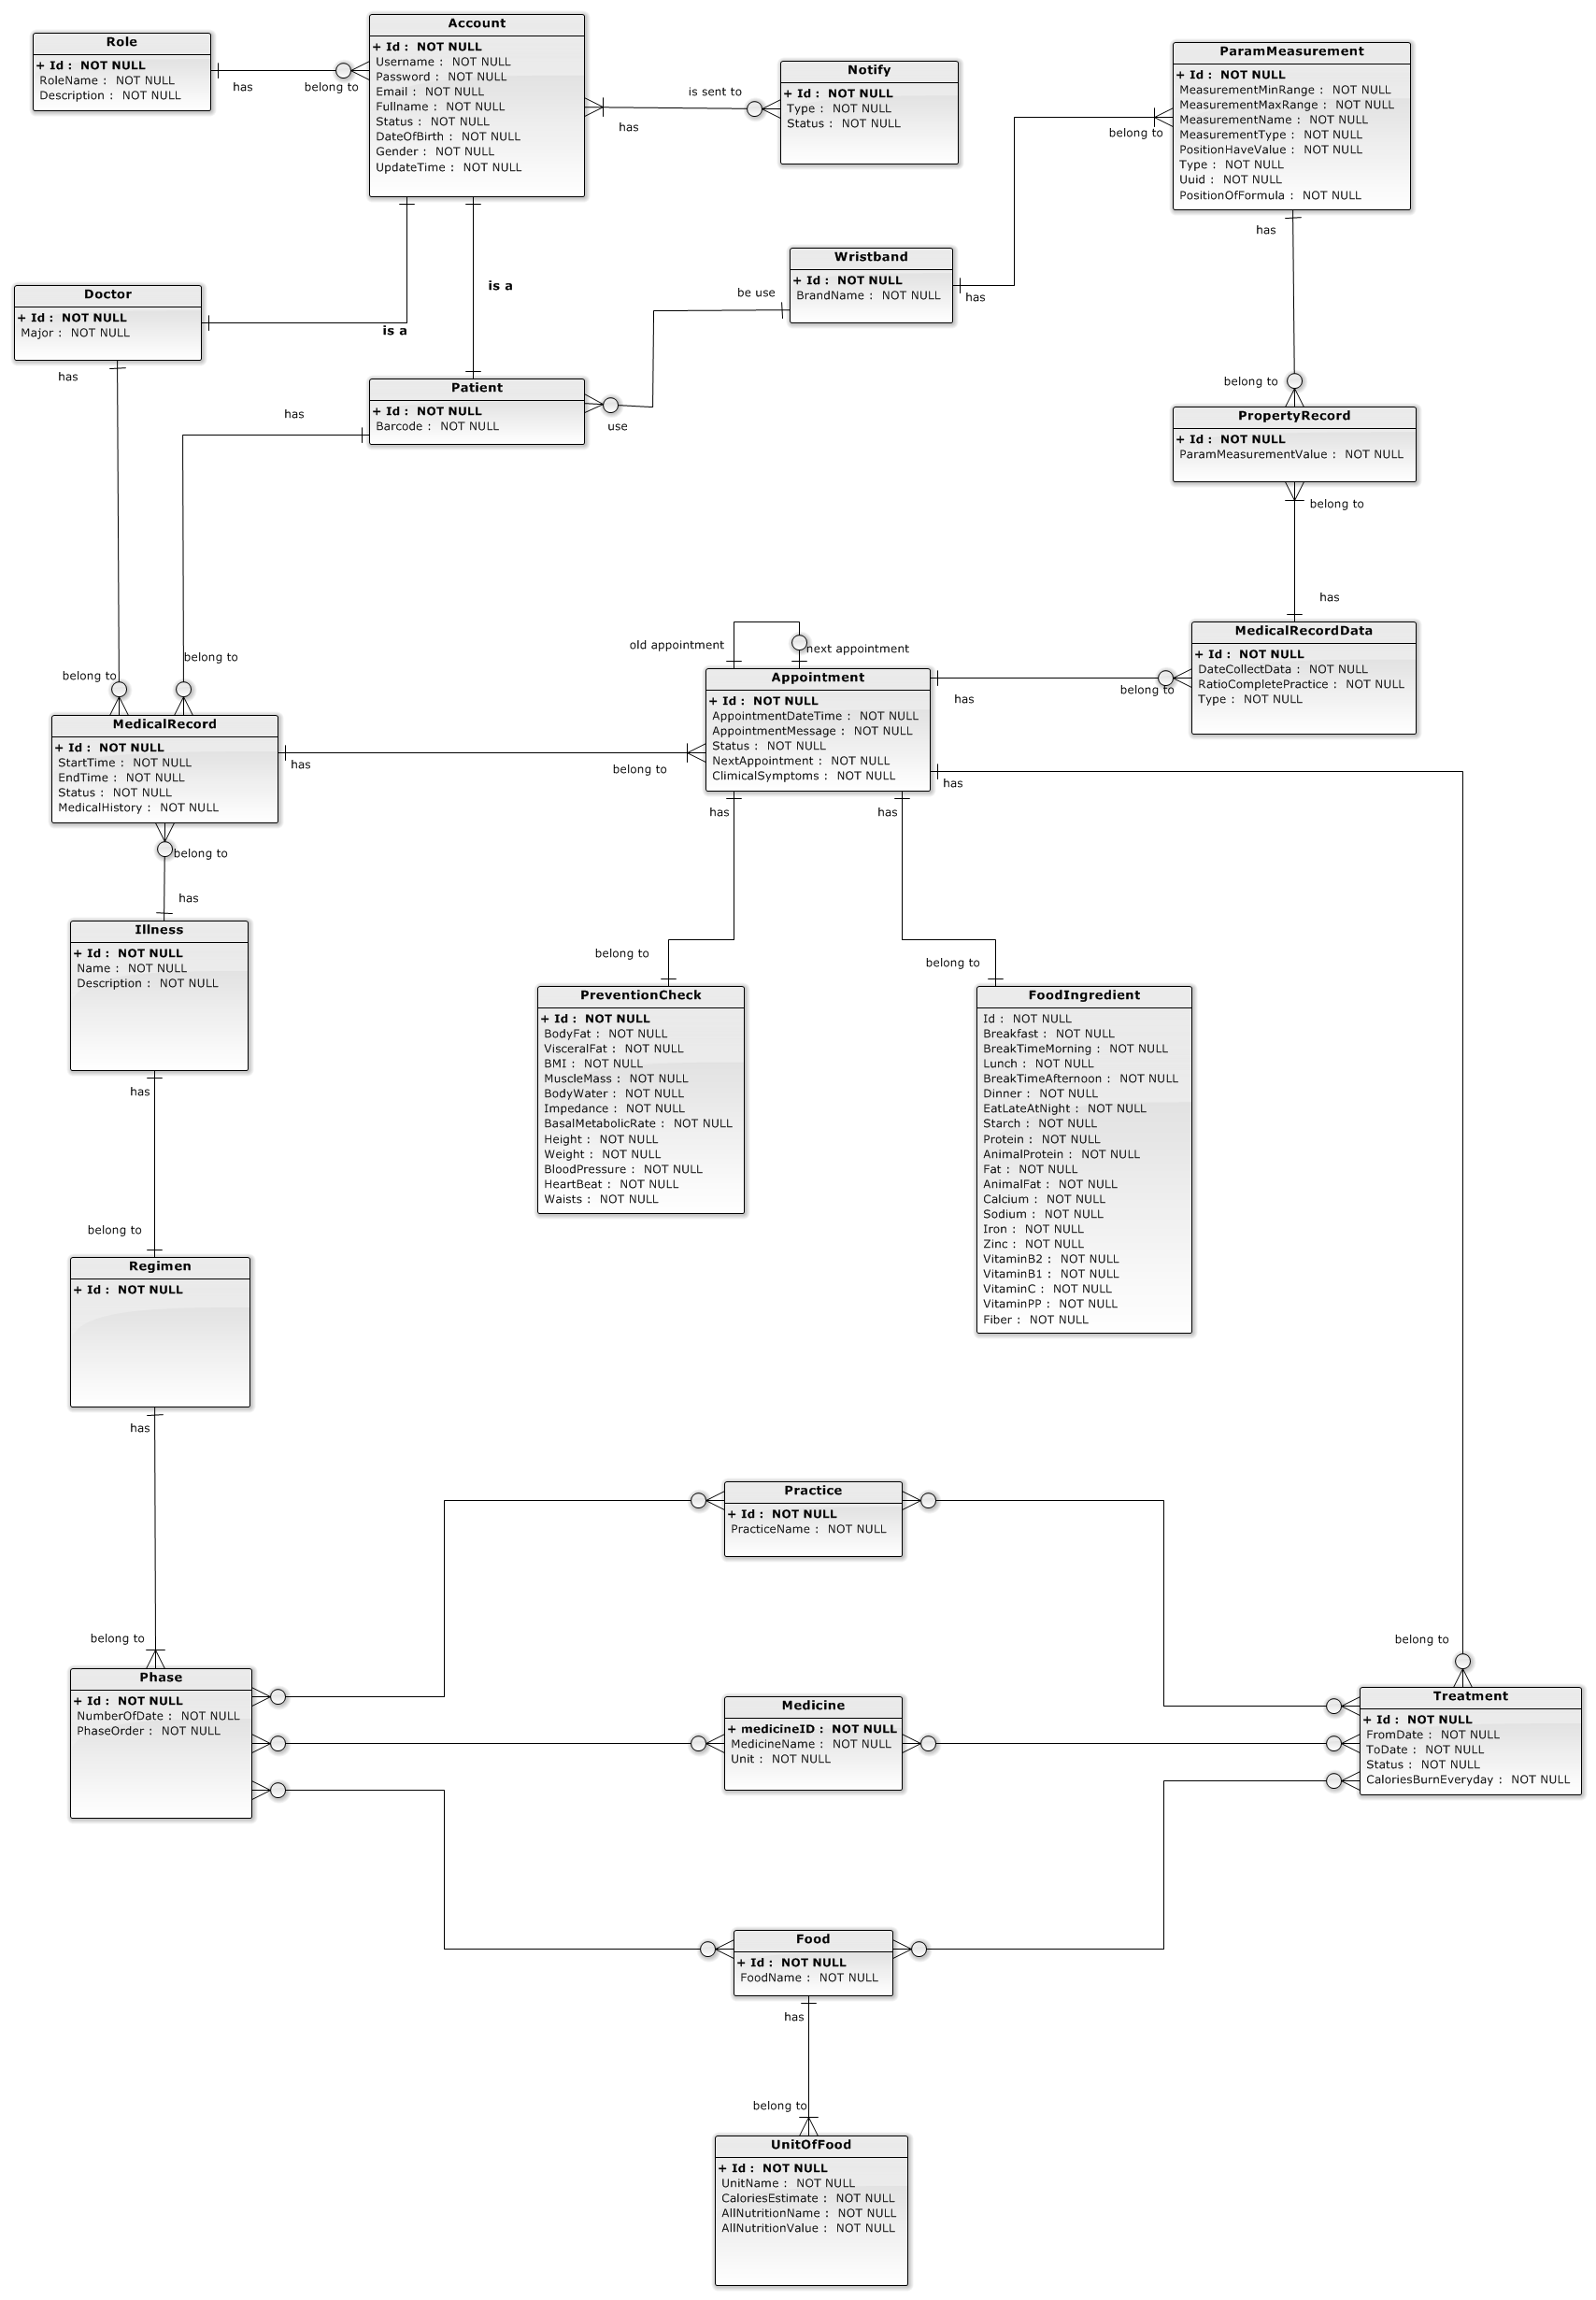 Role
+ Id : NOT NULL
RoleName : NOT NULL
Description : NOT NULL
has
belong to
Account
+ Id : NOT NULL
Username : NOT NULL
Password : NOT NULL
Email : NOT NULL
Fullname : NOT NULL
Status : NOT NULL
DateOfBirth : NOT NULL
Gender : NOT NULL
UpdateTime : NOT NULL
has
is sent to
Notify
+ Id : NOT NULL
Type : NOT NULL
Status : NOT NULL
ParamMeasurement
+ Id : NOT NULL
MeasurementMinRange : NOT NULL
MeasurementMaxRange : NOT NULL
MeasurementName : NOT NULL
MeasurementType : NOT NULL
PositionHaveValue : NOT NULL
Type : NOT NULL
Uuid : NOT NULL
PositionOfFormula : NOT NULL
belong to
has
Wristband
+ Id : NOT NULL
BrandName : NOT NULL
has
be use
use
is a
is a
Doctor
+ Id : NOT NULL
Major : NOT NULL
has
Patient
+ Id : NOT NULL
Barcode : NOT NULL
has
belong to
PropertyRecord
+ Id : NOT NULL
ParamMeasurementValue : NOT NULL
belong to
has
MedicalRecordData
+ Id : NOT NULL
DateCollectData : NOT NULL
RatioCompletePractice : NOT NULL
Type : NOT NULL
belong to
old appointment
next appointment
Appointment
+ Id : NOT NULL
AppointmentDateTime : NOT NULL
AppointmentMessage : NOT NULL
Status : NOT NULL
NextAppointment : NOT NULL
ClinicalSymptoms : NOT NULL
has
has
has
has
belong to
belong to
belong to
MedicalRecord
+ Id : NOT NULL
StartTime : NOT NULL
EndTime : NOT NULL
Status : NOT NULL
MedicalHistory : NOT NULL
has
belong to
has
Illness
+ Id : NOT NULL
Name : NOT NULL
Description : NOT NULL
has
belong to
belong to
belong to
PreventionCheck
+ Id : NOT NULL
BodyFat : NOT NULL
VisceralFat : NOT NULL
BMI : NOT NULL
MuscleMass : NOT NULL
BodyWater : NOT NULL
Impedance : NOT NULL
BasalMetabolicRate : NOT NULL
Height : NOT NULL
Weight : NOT NULL
BloodPressure : NOT NULL
HeartBeat : NOT NULL
Waists : NOT NULL
FoodIngredient
Id : NOT NULL
Breakfast : NOT NULL
BreakTimeMorning : NOT NULL
Lunch : NOT NULL
BreakTimeAfternoon : NOT NULL
Dinner : NOT NULL
EatLateAtNight : NOT NULL
Starch : NOT NULL
Protein : NOT NULL
AnimalProtein : NOT NULL
Fat : NOT NULL
AnimalFat : NOT NULL
Calcium : NOT NULL
Sodium : NOT NULL
Iron : NOT NULL
Zinc : NOT NULL
VitaminB2 : NOT NULL
VitaminB1 : NOT NULL
VitaminC : NOT NULL
VitaminPP : NOT NULL
Fiber : NOT NULL
Regimen
+ Id : NOT NULL
has
belong to
Practice
+ Id : NOT NULL
PracticeName : NOT NULL
Phase
+ Id : NOT NULL
NumberOfDate : NOT NULL
PhaseOrder : NOT NULL
Medicine
+ medicineID : NOT NULL
MedicineName : NOT NULL
Unit : NOT NULL
belong to
Treatment
+ Id : NOT NULL
FromDate : NOT NULL
ToDate : NOT NULL
Status : NOT NULL
CaloriesBurnEveryday : NOT NULL
Food
+ Id : NOT NULL
FoodName : NOT NULL
has
belong to
UnitOfFood
+ Id : NOT NULL
UnitName : NOT NULL
CaloriesEstimate : NOT NULL
AllNutritionName : NOT NULL
AllNutritionValue : NOT NULL